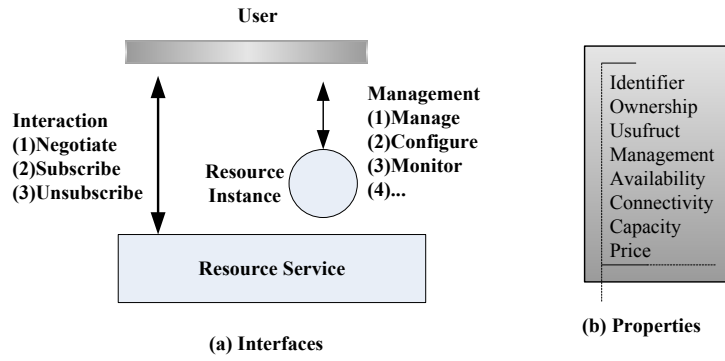 User
Interaction
(1)Negotiate
(2)Subscribe
(3)Unsubscribe
Management
(1)Manage
(2)Configure
(3)Monitor
(4)...
Resource
Instance
Resource Service
(a) Interfaces
Identifier
Ownership
Usufruct
Management
Availability
Connectivity
Capacity
Price
(b) Properties